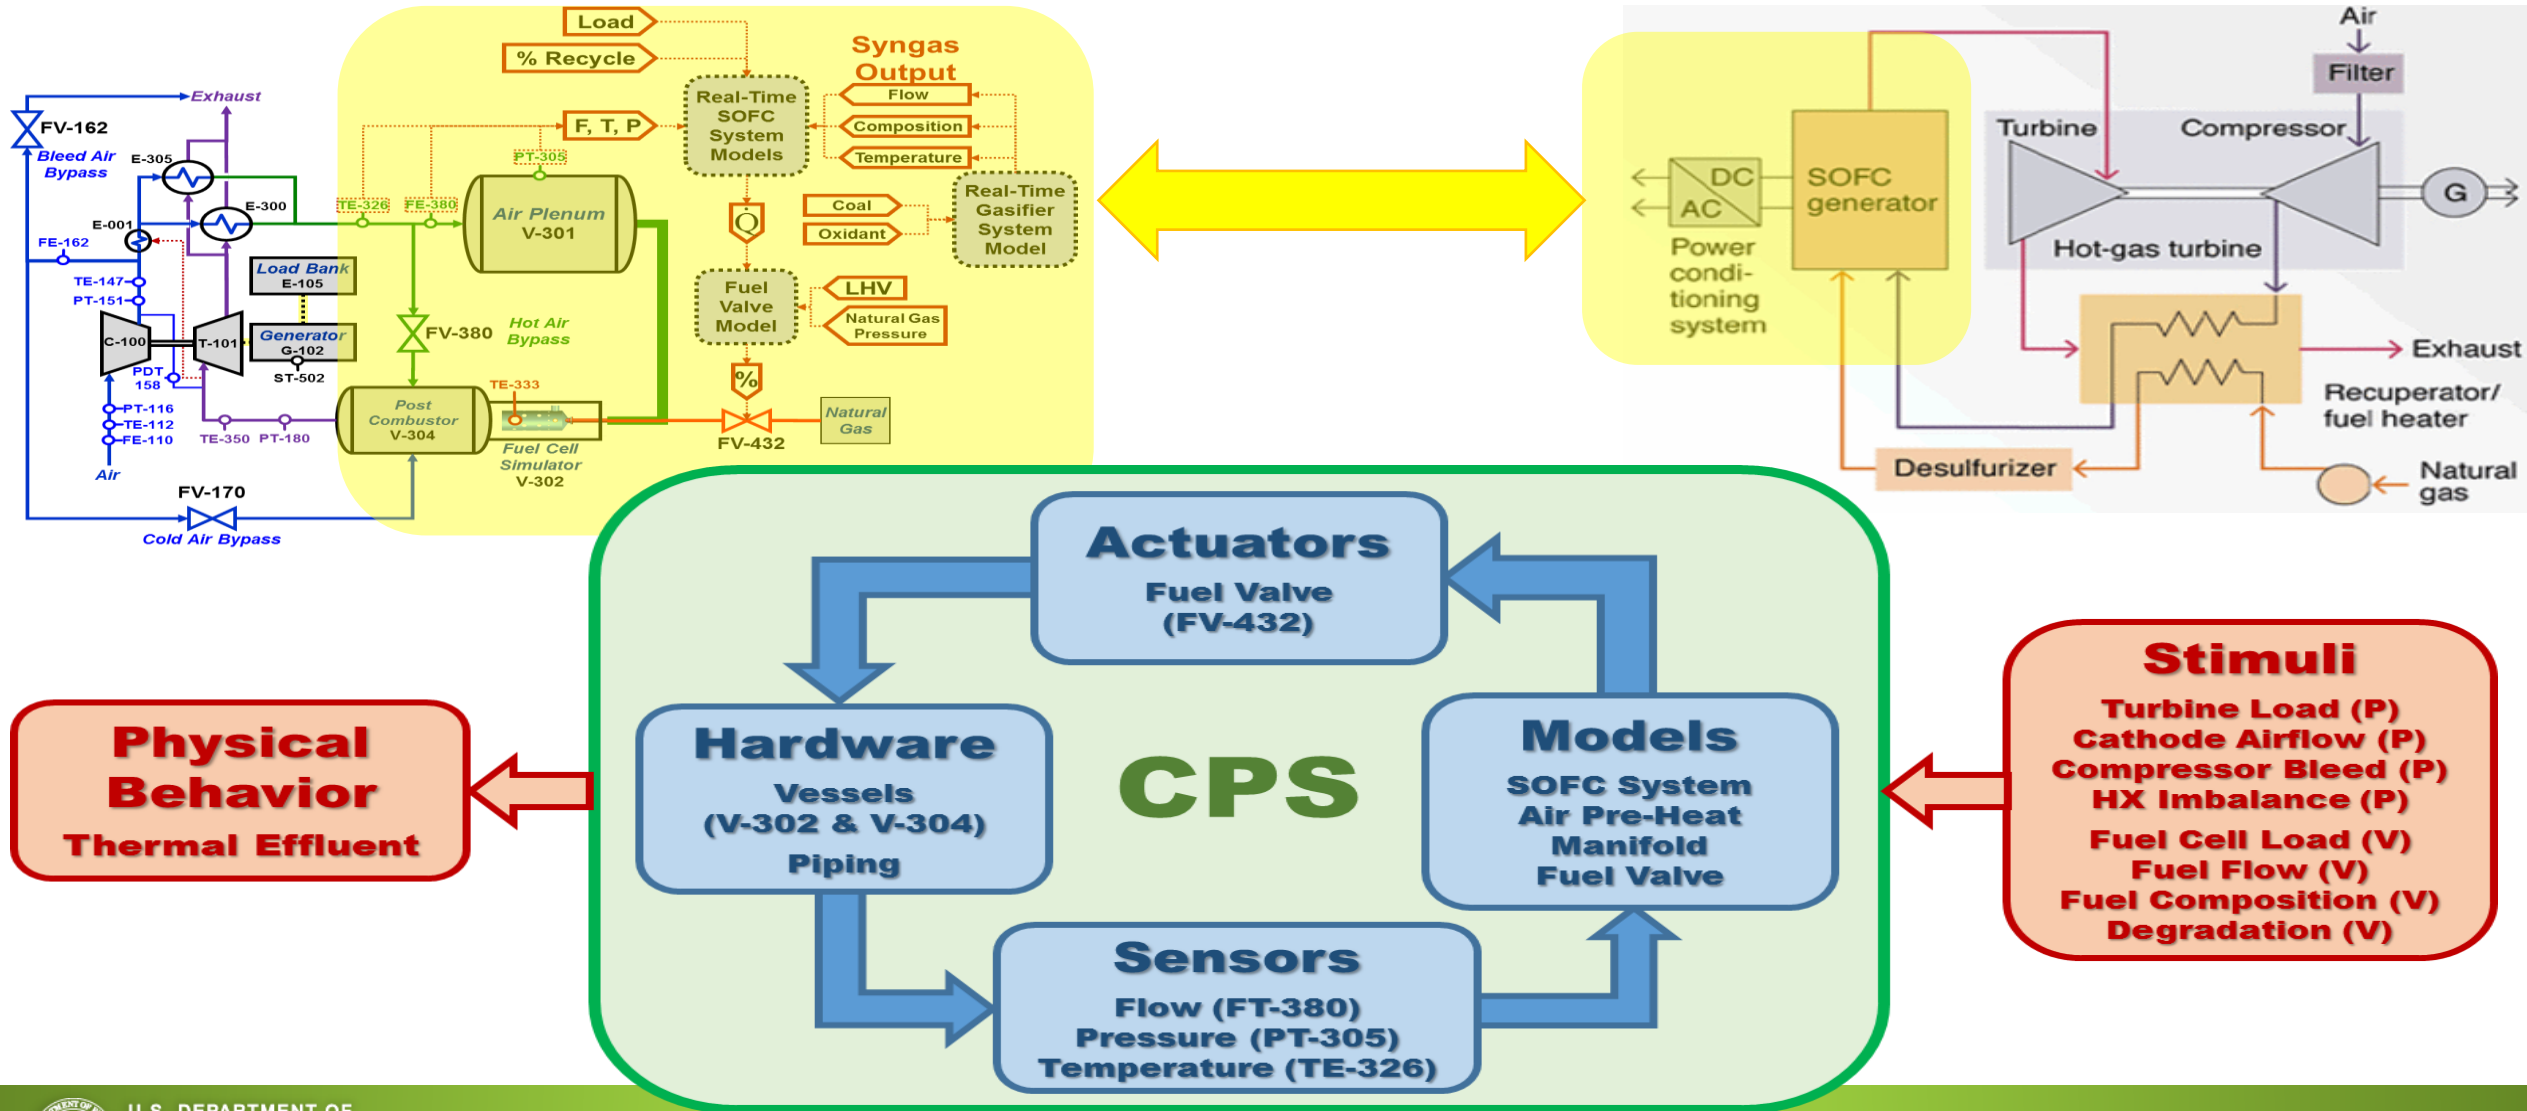 Load
% Recycle
Syngas
Output
Flow
Composition
Temperature
Real-Time
SOFC
System
Models
F, T, P
PT-305
Exhaust
FV-162
Bleed Air
Bypass
E-305
E-300
E-001
FE-162
TE-147
PT-151
TE-326
FE-380
Air Plenum
V-301
Q̇
Coal
Oxidant
Real-Time
Gasifier
System
Model
Load Bank
E-105
Generator
G-102
ST-502
C-100
T-101
PDT
158
PT-116
TE-112
FE-110
Air
TE-350
PT-180
FV-380
Hot Air
Bypass
Fuel
Valve
Model
LHV
Natural Gas
Pressure
%
TE-333
Post
Combustor
V-304
Fuel Cell
Simulator
V-302
FV-432
Natural
Gas
FV-170
Cold Air Bypass
Air
Filter
Turbine
Compressor
G
Hot-gas turbine
DC
AC
SOFC
generator
Power
condi-
tioning
system
Exhaust
Recuperator/
fuel heater
Desulfurizer
Natural
gas
Actuators
Fuel Valve
(FV-432)
Hardware
Vessels
(V-302 & V-304)
Piping
CPS
Models
SOFC System
Air Pre-Heat
Manifold
Fuel Valve
Sensors
Flow (FT-380)
Pressure (PT-305)
Temperature (TE-326)
Physical
Behavior
Thermal Effluent
Stimuli
Turbine Load (P)
Cathode Airflow (P)
Compressor Bleed (P)
HX Imbalance (P)
Fuel Cell Load (V)
Fuel Flow (V)
Fuel Composition (V)
Degradation (V)
U.S. DEPARTMENT OF